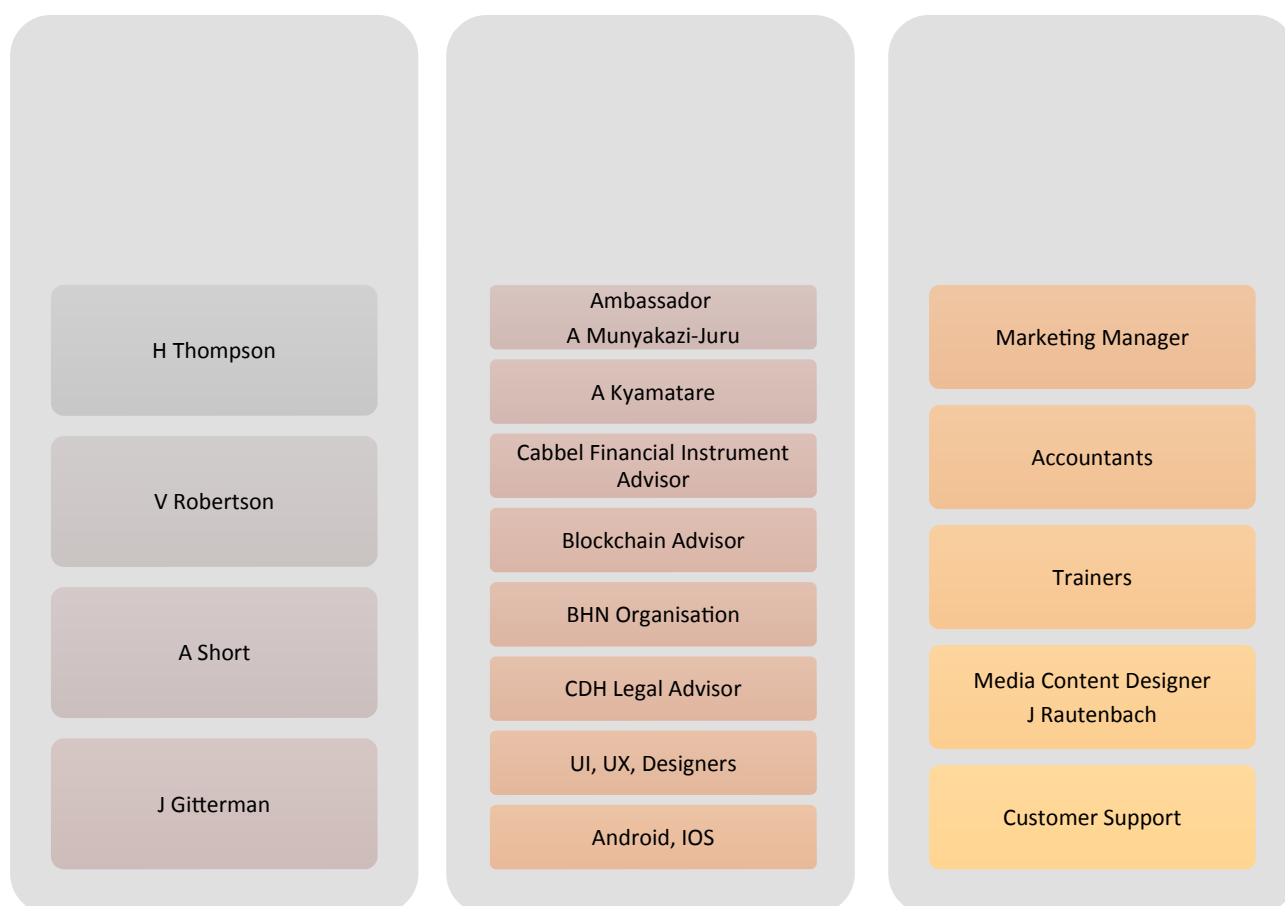 H Thompson
V Robertson
A Short
J Gitterman
Ambassador
A Munyakazi-Juru
A Kyamatare
Cabbel Financial Instrument
Advisor
Blockchain Advisor
BHN Organisation
CDH Legal Advisor
UI, UX, Designers
Android, IOS
Marketing Manager
Accountants
Trainers
Media Content Designer
J Rautenbach
Customer Support